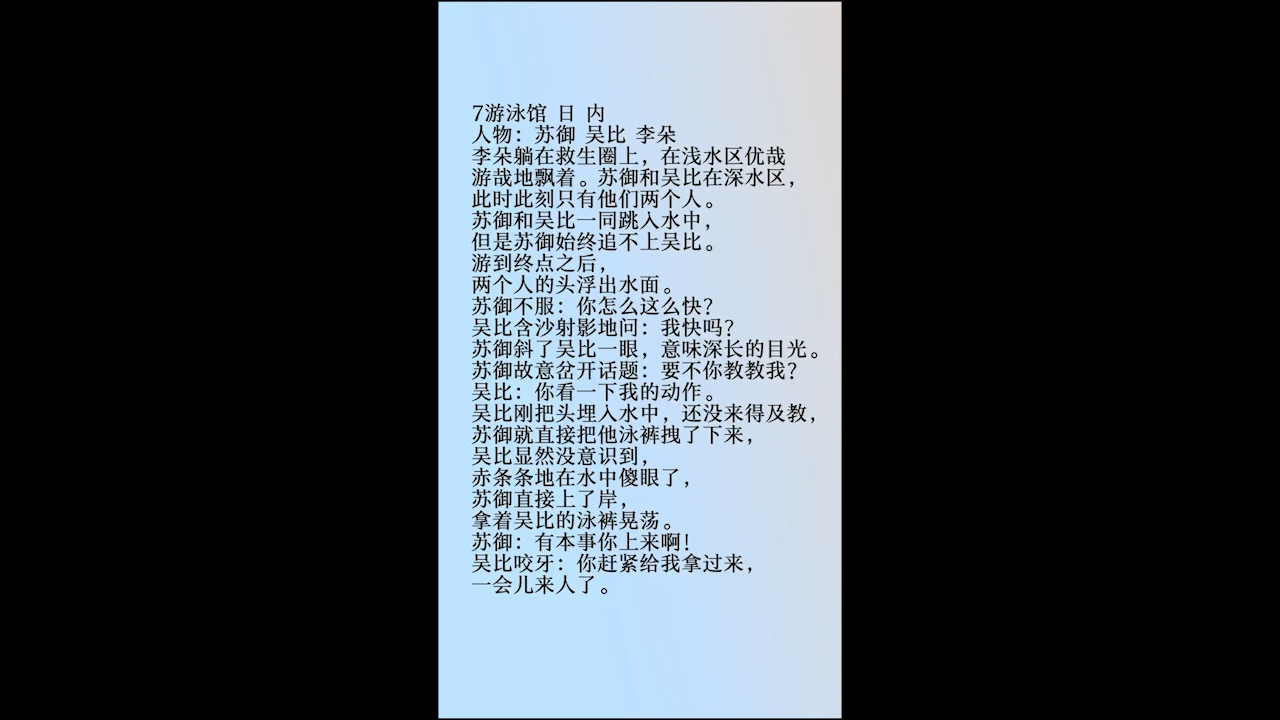 7游泳馆 日 内
人物：苏御 吴比 李朵
李朵躺在救生圈上，在浅水区优哉
游哉地飘着。苏御和吴比在深水区，
此时此刻只有他们两个人。
苏御和吴比一同跳入水中，
但是苏御始终追不上吴比。
游到终点之后，
两个人的头浮出水面。
苏御不服：你怎么这么快？
吴比含沙射影地问：我快吗？
苏御斜了吴比一眼，意味深长的目光。
苏御故意岔开话题：要不你教教我？
吴比：你看一下我的动作。
吴比刚把头埋入水中，还没来得及教，
苏御就直接把他泳裤拽了下来，
吴比显然没意识到，
赤条条地在水中傻眼了，
苏御直接上了岸，
拿着吴比的泳裤晃荡。
苏御：有本事你上来啊！
吴比咬牙：你赶紧给我拿过来，
一会儿来人了。